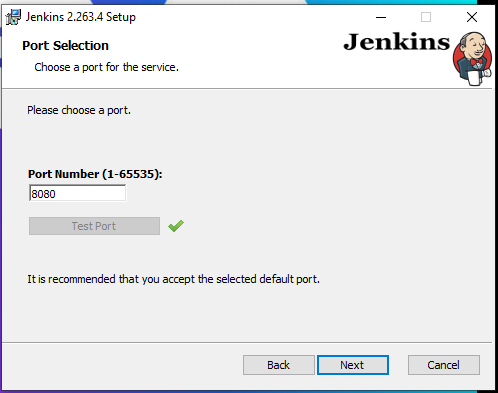 Jenkins 2.263.4 Setup
Port Selection
Jenkins
Choose a port for the service.
Please choose a port.
Port Number (1-65535):
8080
Test Port
It is recommended that you accept the selected default port.
Back
Next
Cancel